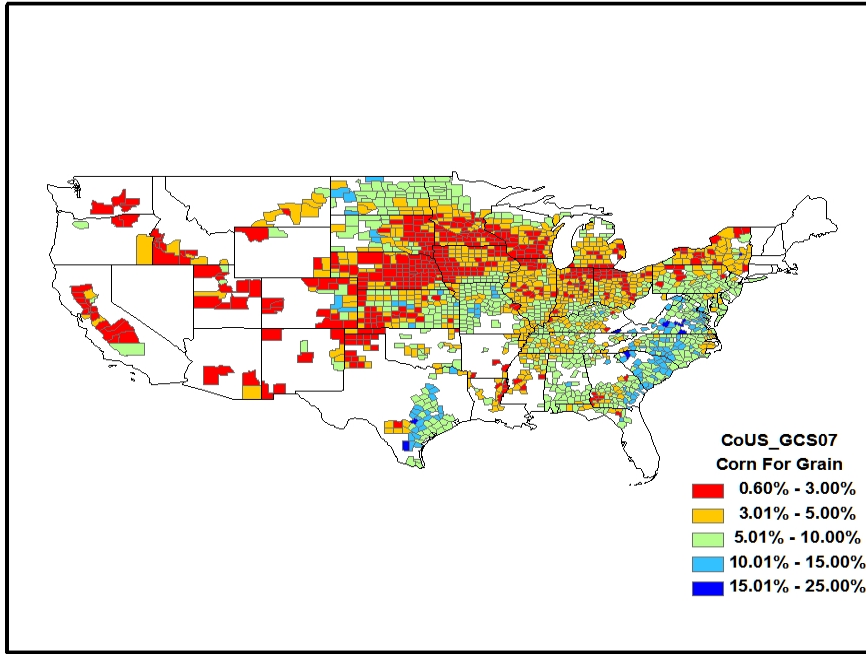 CoUS_GCS07
Corn For Grain
0.60% - 3.00%
3.01% - 5.00%
5.01% - 10.00%
10.01% - 15.00%
15.01% - 25.00%